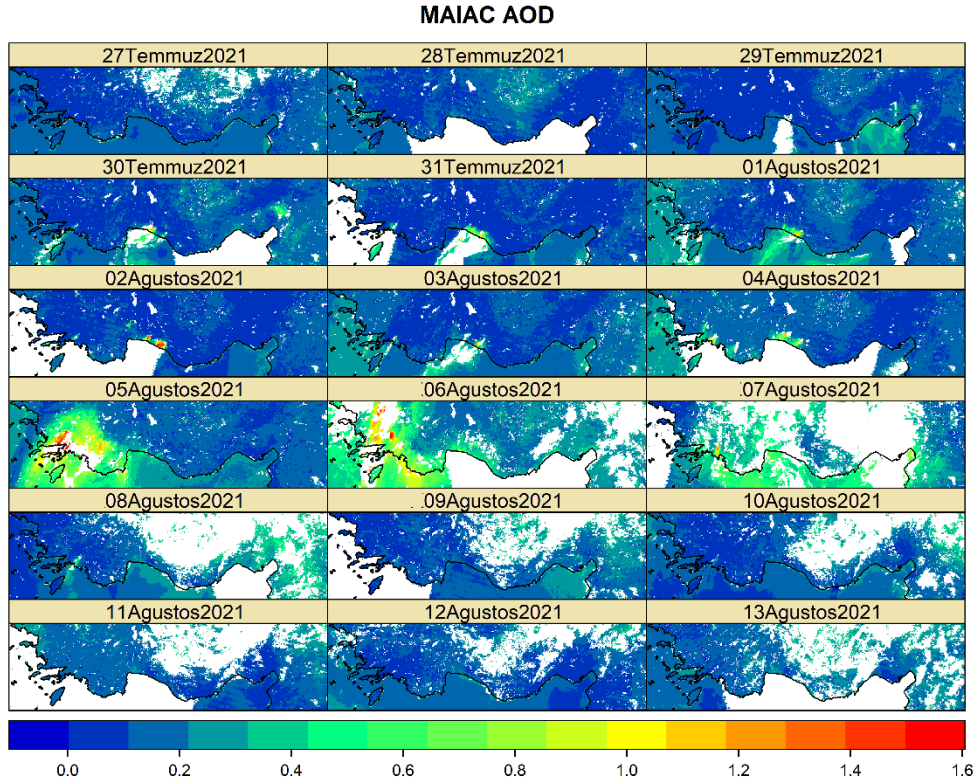 MAIAC AOD
27Temmuz2021 28Temmuz2021 29Temmuz2021
30Temmuz2021 31Temmuz2021 01Agustos2021
02Agustos2021 03Agustos2021 04Agustos2021
05Agustos2021 .06Agustos2021 .07Agustos2021
08Agustos2021 .09Agustos2021 10Agustos2021
11Agustos2021 12Agustos2021 13Agustos2021
0.0 0.2 0.4 0.6 0.8 1.0 1.2 1.4 1.6